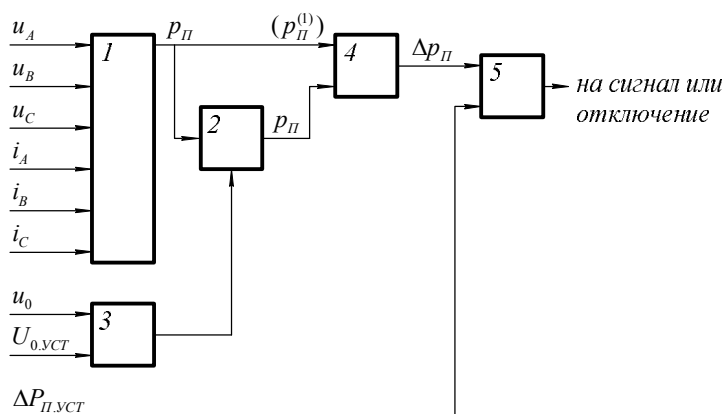 u_A
1
p_П
(p_П^(1))
4
Δp_П
5
u_B
на сигнал или
отключение
u_C
2
p_П
i_A
i_B
i_C
u_0
3
U_0.УСТ
ΔP_П.УСТ